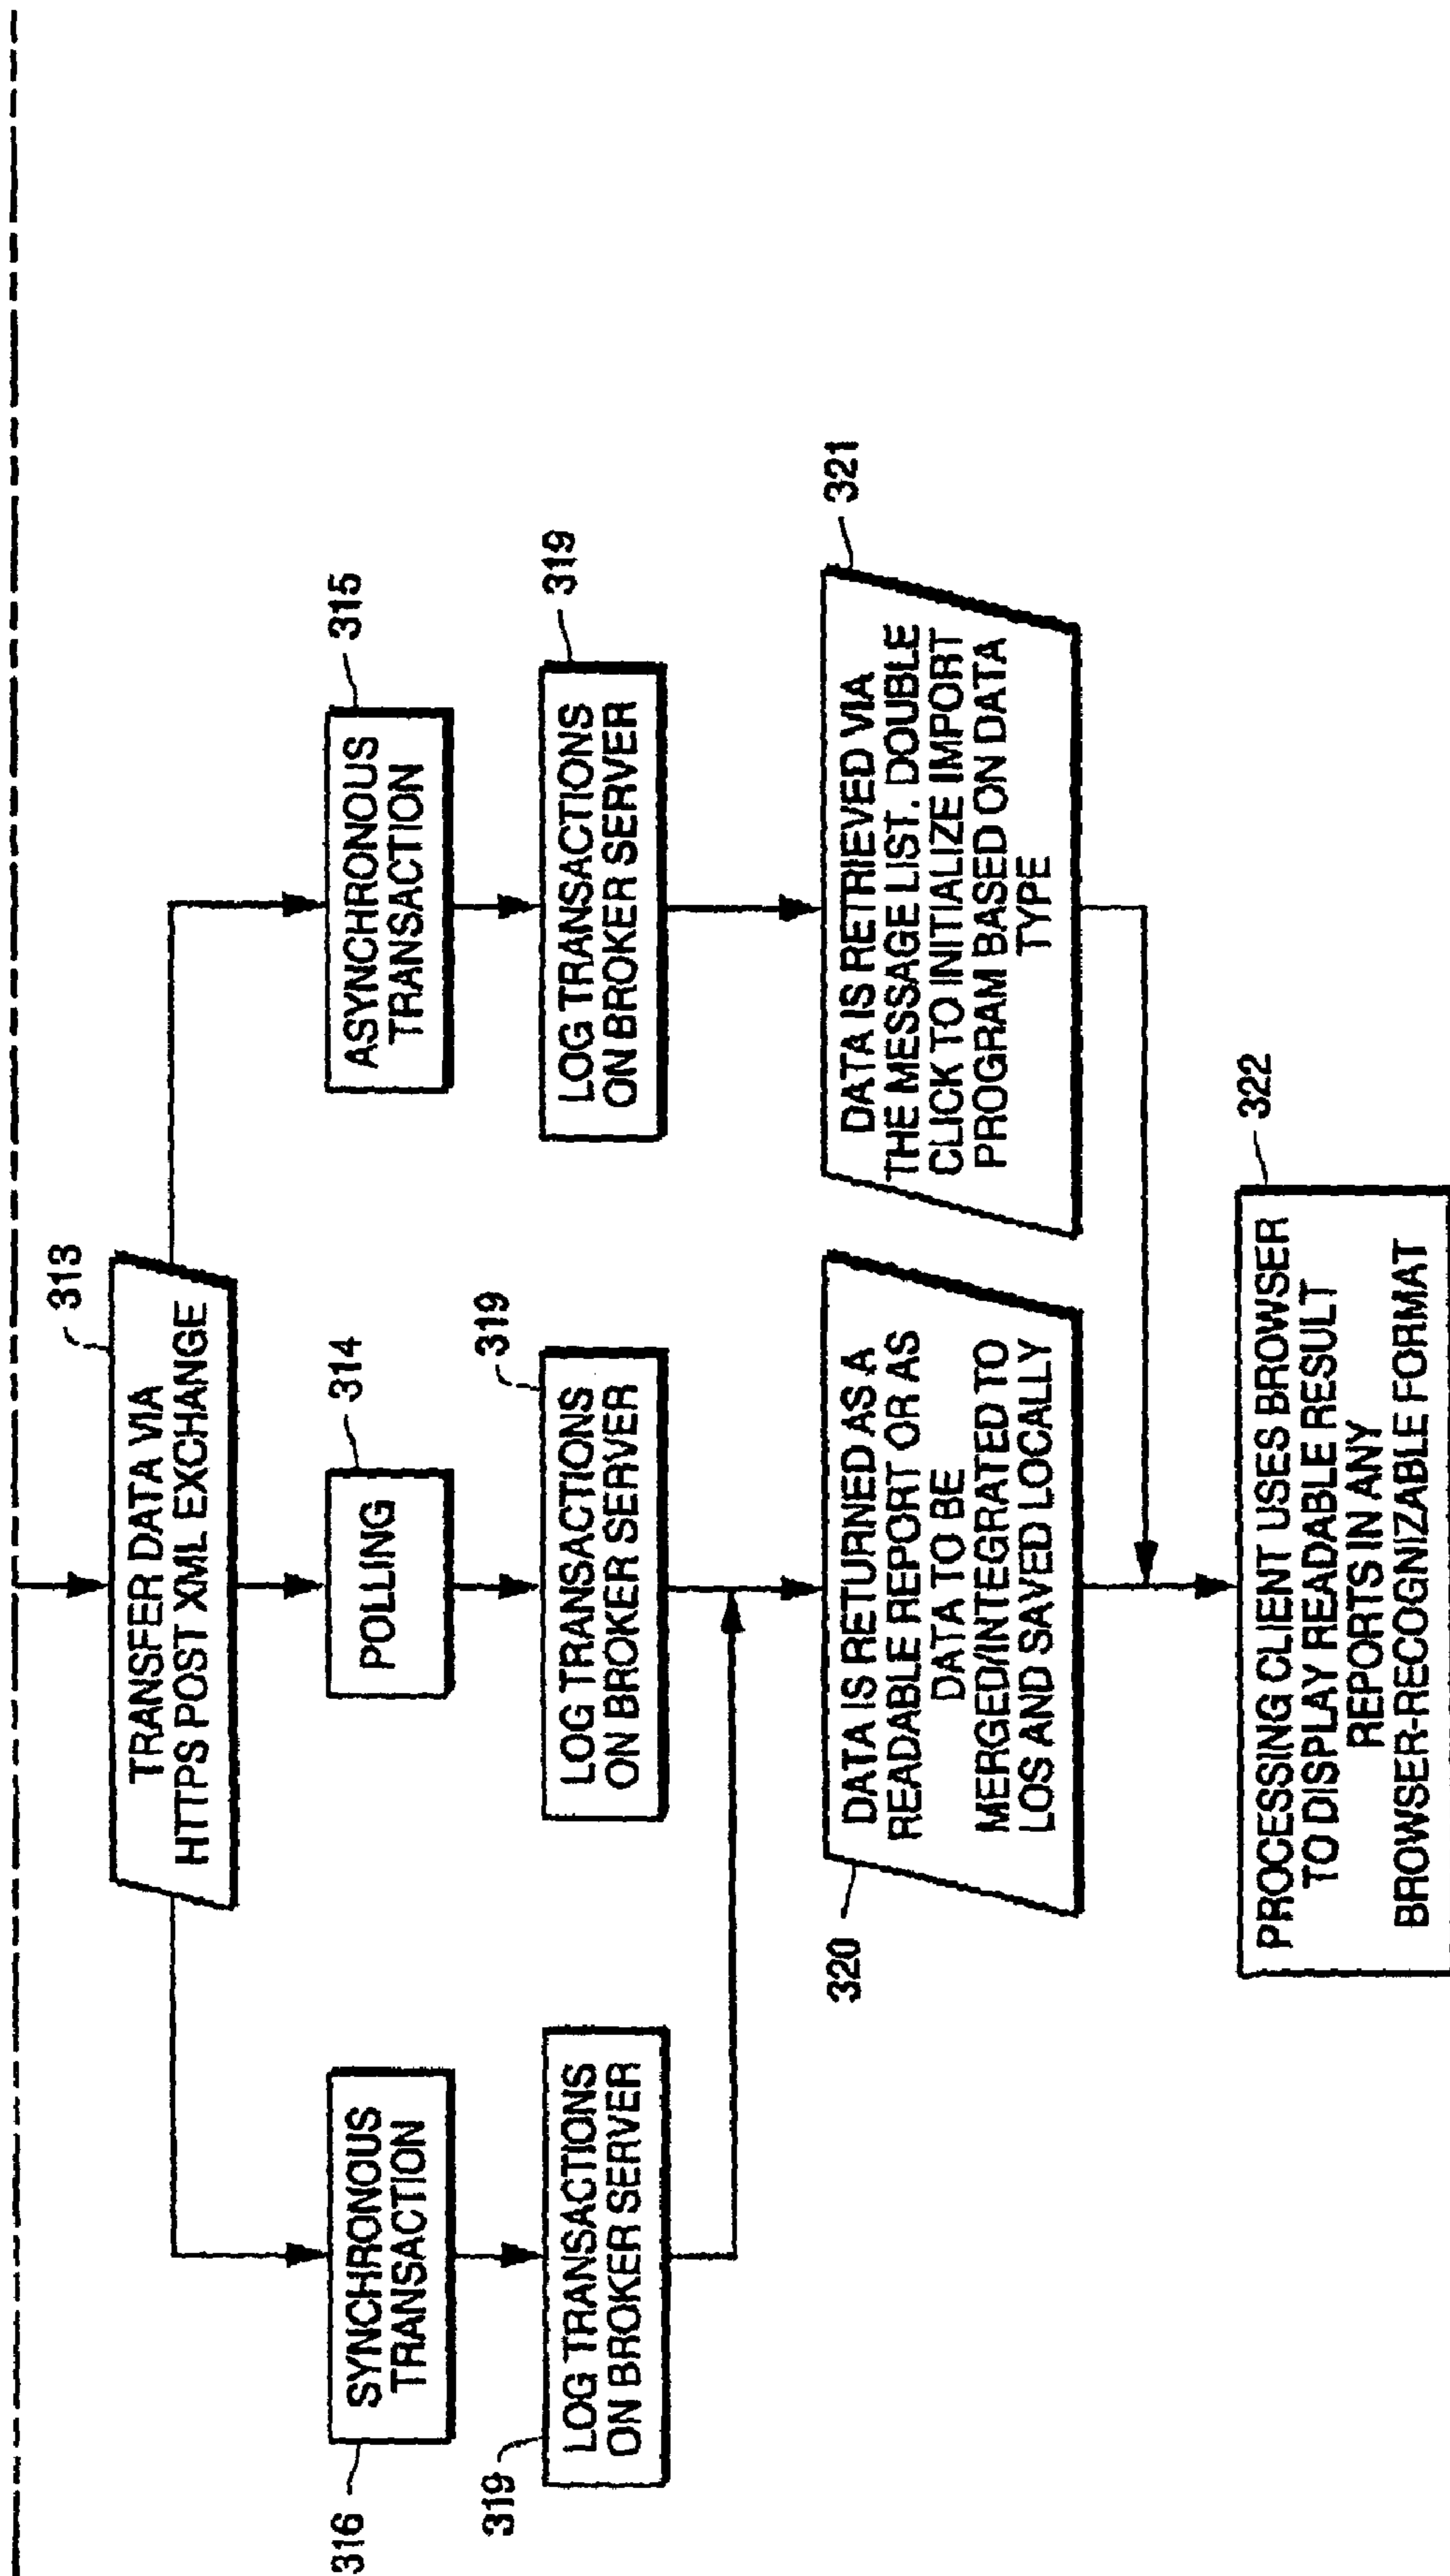 313
TRANSFER DATA VIA
HTTPS POST XML EXCHANGE
316
SYNCHRONOUS
TRANSACTION
314
POLLING
315
ASYNCHRONOUS
TRANSACTION
319
LOG TRANSACTIONS
ON BROKER SERVER
319
LOG TRANSACTIONS
ON BROKER SERVER
319
LOG TRANSACTIONS
ON BROKER SERVER
320
DATA IS RETURNED AS A
READABLE REPORT OR AS
DATA TO BE
MERGED/INTEGRATED TO
LOS AND SAVED LOCALLY
321
DATA IS RETRIEVED VIA
THE MESSAGE LIST. DOUBLE
CLICK TO INITIALIZE IMPORT
PROGRAM BASED ON DATA
TYPE
322
PROCESSING CLIENT USES BROWSER
TO DISPLAY READABLE RESULT
REPORTS IN ANY
BROWSER-RECOGNIZABLE FORMAT